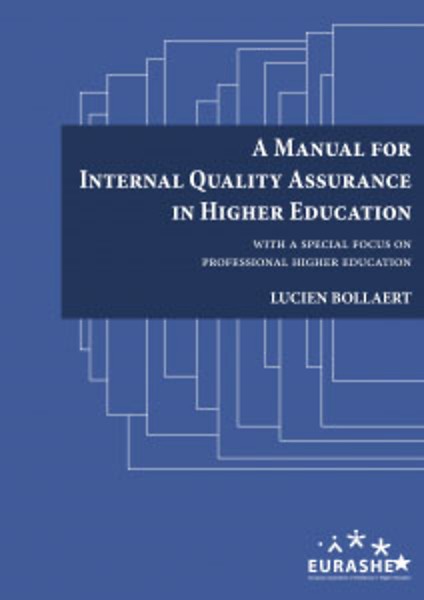 A MANUAL FOR
INTERNAL QUALITY ASSURANCE
IN HIGHER EDUCATION
WITH A SPECIAL FOCUS ON
PROFESSIONAL HIGHER EDUCATION
LUCIEN BOLLAERT
EURASHE